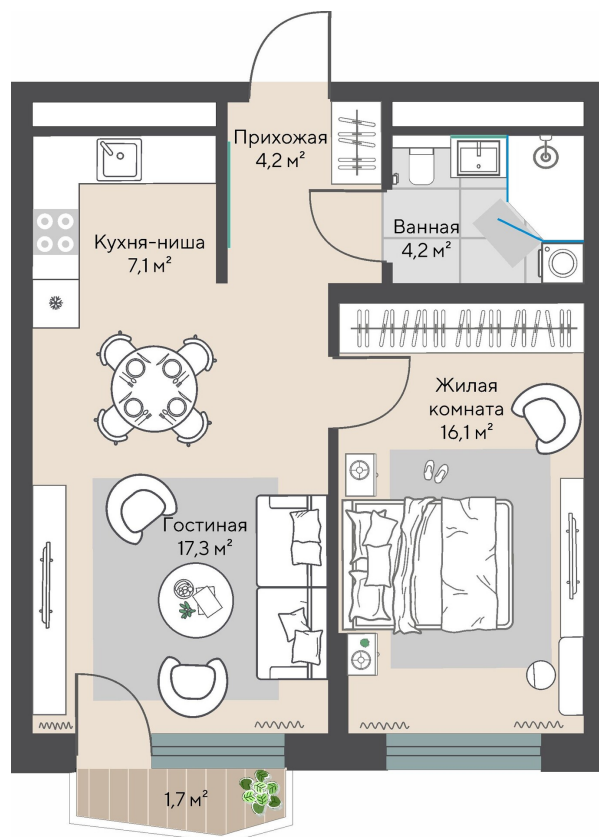 Прихожая
4,2 м²
Ванная
4,2 м²
Кухня-ниша
7,1 м²
Жилая
комната
16,1 м²
Гостиная
17,3 м²
1,7 м²